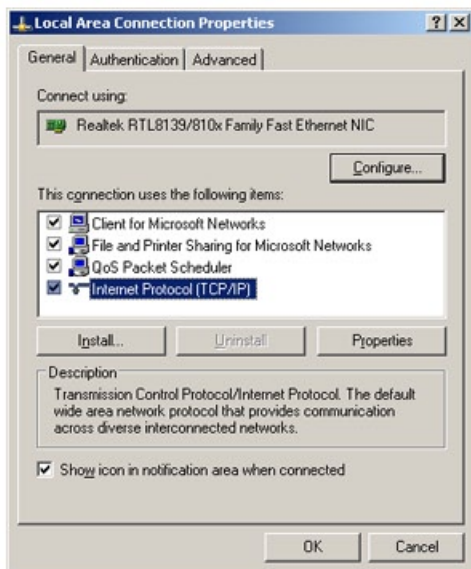 Local Area Connection Properties
General Authentication Advanced
Connect using:
Realtek RTL8139/810x Family Fast Ethernet NIC
Configure...
This connection uses the following items:
Client for Microsoft Networks
File and Printer Sharing for Microsoft Networks
QoS Packet Scheduler
Internet Protocol (TCP/IP)
Install... Uninstall Properties
Description
Transmission Control Protocol/Internet Protocol. The default
wide area network protocol that provides communication
across diverse interconnected networks.
Show icon in notification area when connected
OK Cancel